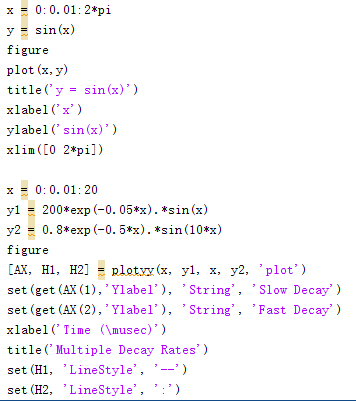 x = 0:0.01:2*pi
y = sin(x)
figure
plot(x,y)
title('y = sin(x)')
xlabel('x')
ylabel('sin(x)')
xlim([0 2*pi])
x = 0:0.01:20
y1 = 200*exp(-0.05*x).*sin(x)
y2 = 0.8*exp(-0.5*x).*sin(10*x)
figure
[AX, H1, H2] = plotyy(x, y1, x, y2, 'plot')
set(get(AX(1),'Ylabel'), 'String', 'Slow Decay')
set(get(AX(2),'Ylabel'), 'String', 'Fast Decay')
xlabel('Time (\musec)')
title('Multiple Decay Rates')
set(H1, 'LineStyle', '--')
set(H2, 'LineStyle', ':')